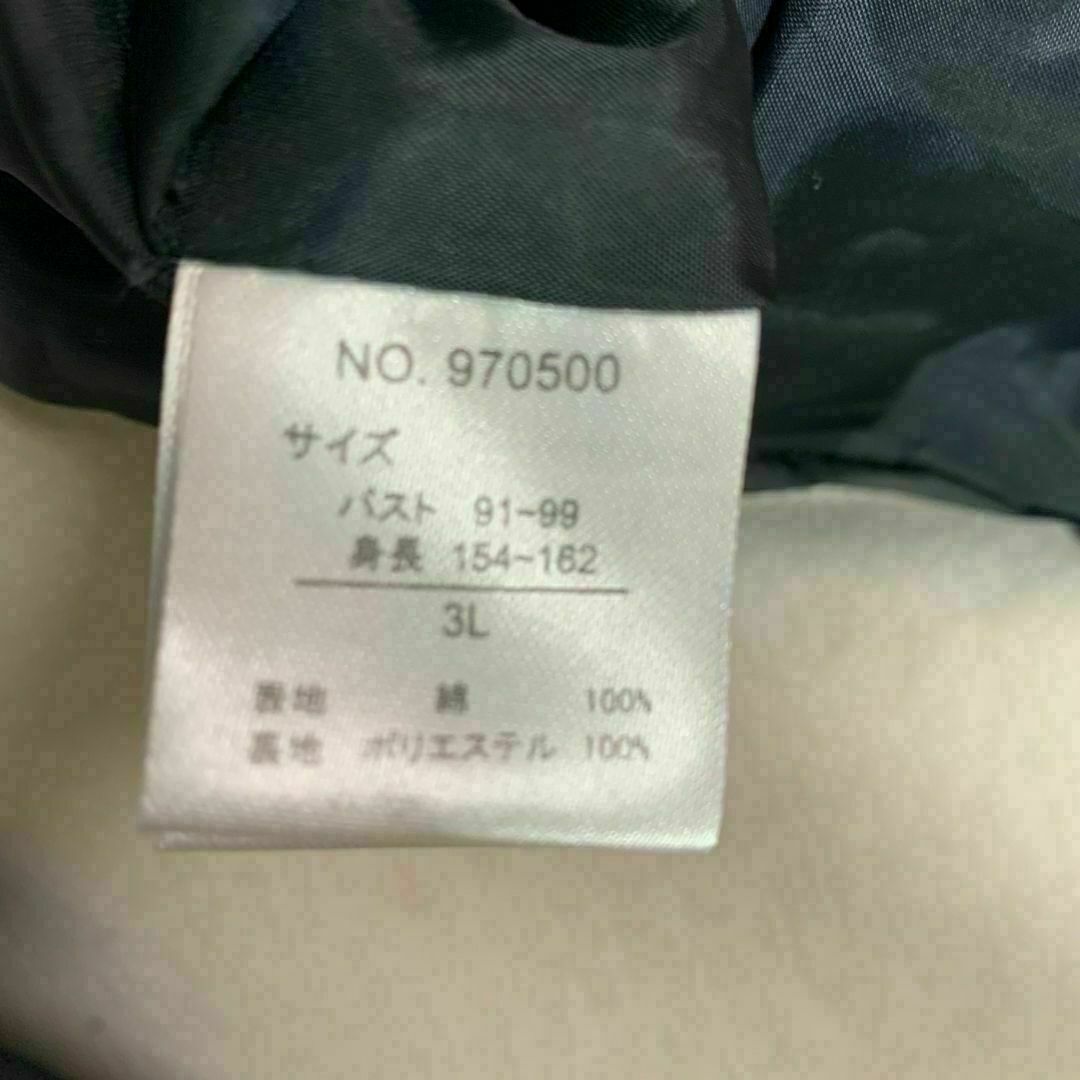 NO. 970500
サイズ
バスト 91~99
身長 154~162
3L
表地 綿 100%
裏地 ポリエステル 100%